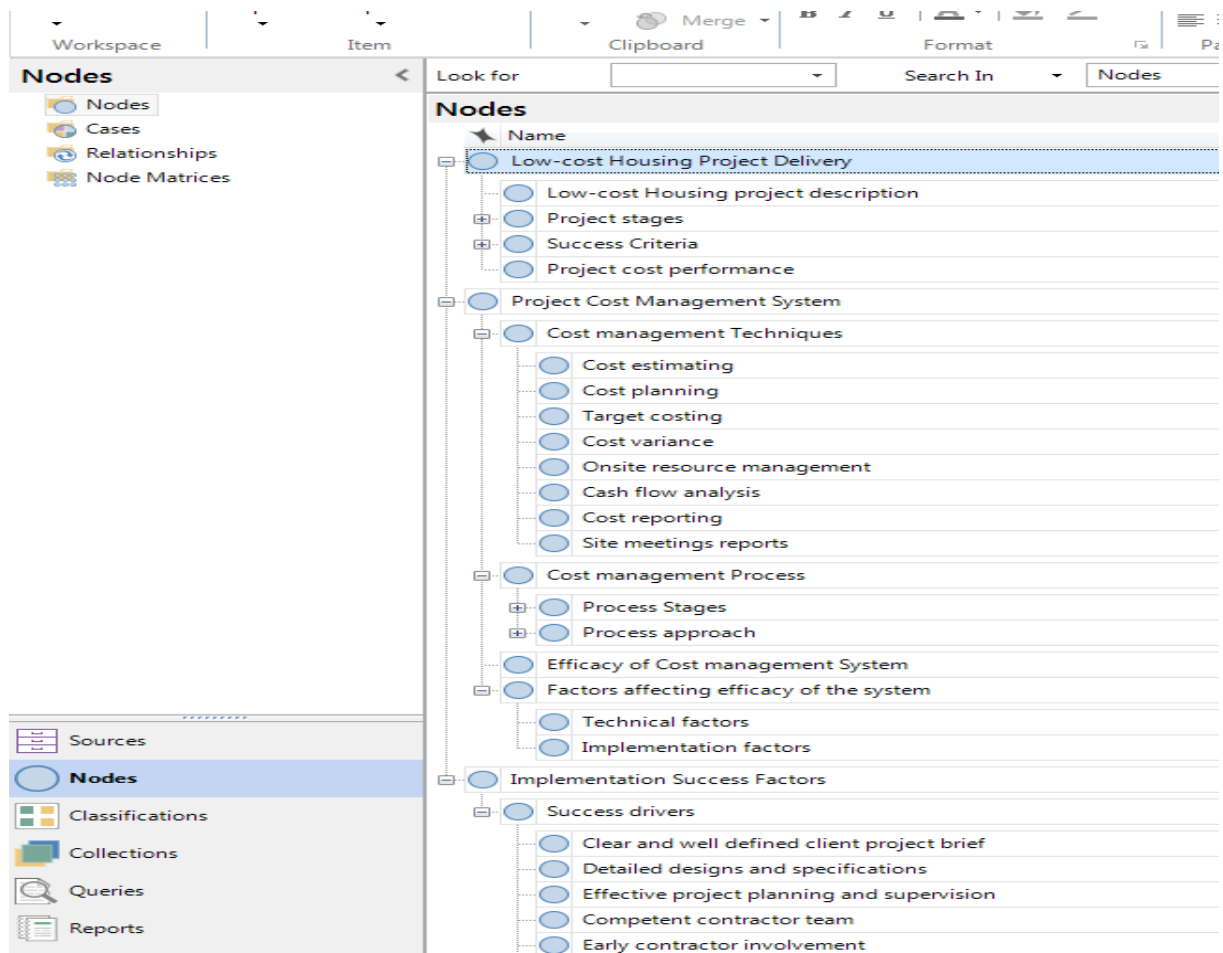 Merge
B I U A
Workspace Item Clipboard Format
Nodes
Nodes
Cases
Relationships
Node Matrices
Sources
Nodes
Classifications
Collections
Queries
Reports
Look for Search In Nodes
Nodes
Name
Low-cost Housing Project Delivery
Low-cost Housing project description
Project stages
Success Criteria
Project cost performance
Project Cost Management System
Cost management Techniques
Cost estimating
Cost planning
Target costing
Cost variance
Onsite resource management
Cash flow analysis
Cost reporting
Site meetings reports
Cost management Process
Process Stages
Process approach
Efficacy of Cost management System
Factors affecting efficacy of the system
Technical factors
Implementation factors
Implementation Success Factors
Success drivers
Clear and well defined client project brief
Detailed designs and specifications
Effective project planning and supervision
Competent contractor team
Early contractor involvement